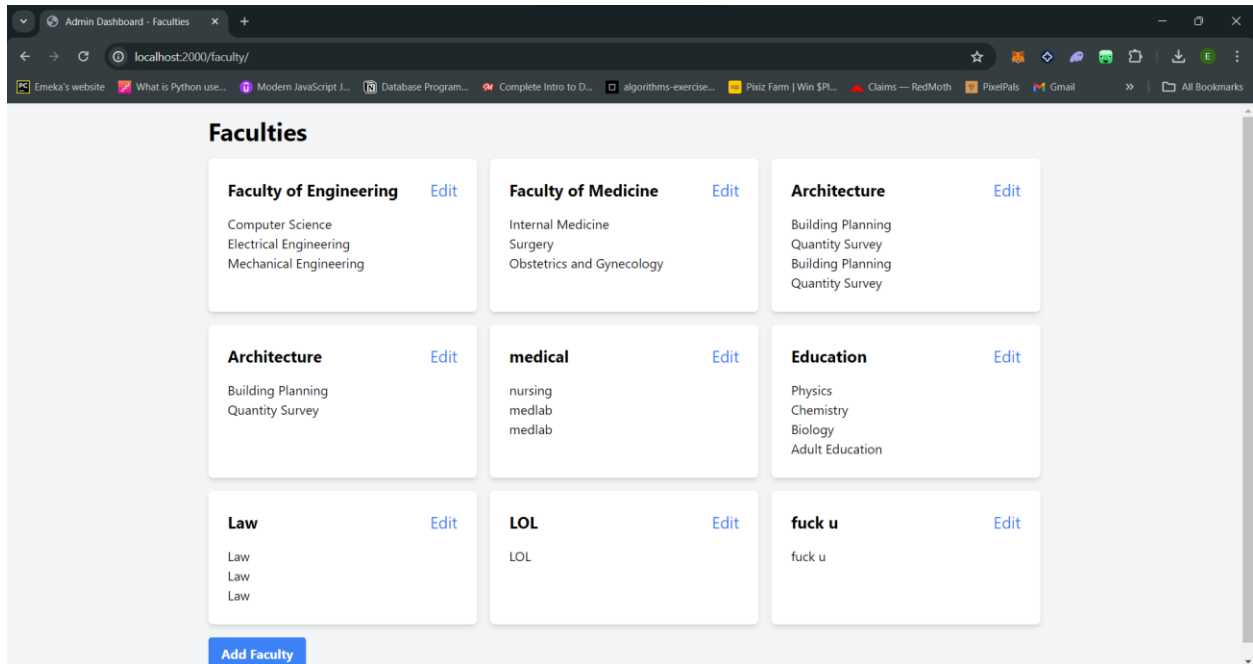 Admin Dashboard - Faculties
localhost:2000/faculty/
E
PC Emeka's website What is Python use... Modern JavaScript J... Database Program... Complete Intro to D... algorithms-exercise... Pixiz Farm | Win $Pl... Claims — RedMoth PixelPals Gmail » All Bookmarks
Faculties
Faculty of Engineering Edit
Computer Science
Electrical Engineering
Mechanical Engineering
Faculty of Medicine Edit
Internal Medicine
Surgery
Obstetrics and Gynecology
Architecture Edit
Building Planning
Quantity Survey
Building Planning
Quantity Survey
Architecture Edit
Building Planning
Quantity Survey
medical Edit
nursing
medlab
medlab
Education Edit
Physics
Chemistry
Biology
Adult Education
Law Edit
Law
Law
Law
LOL Edit
LOL
fuck u Edit
fuck u
Add Faculty